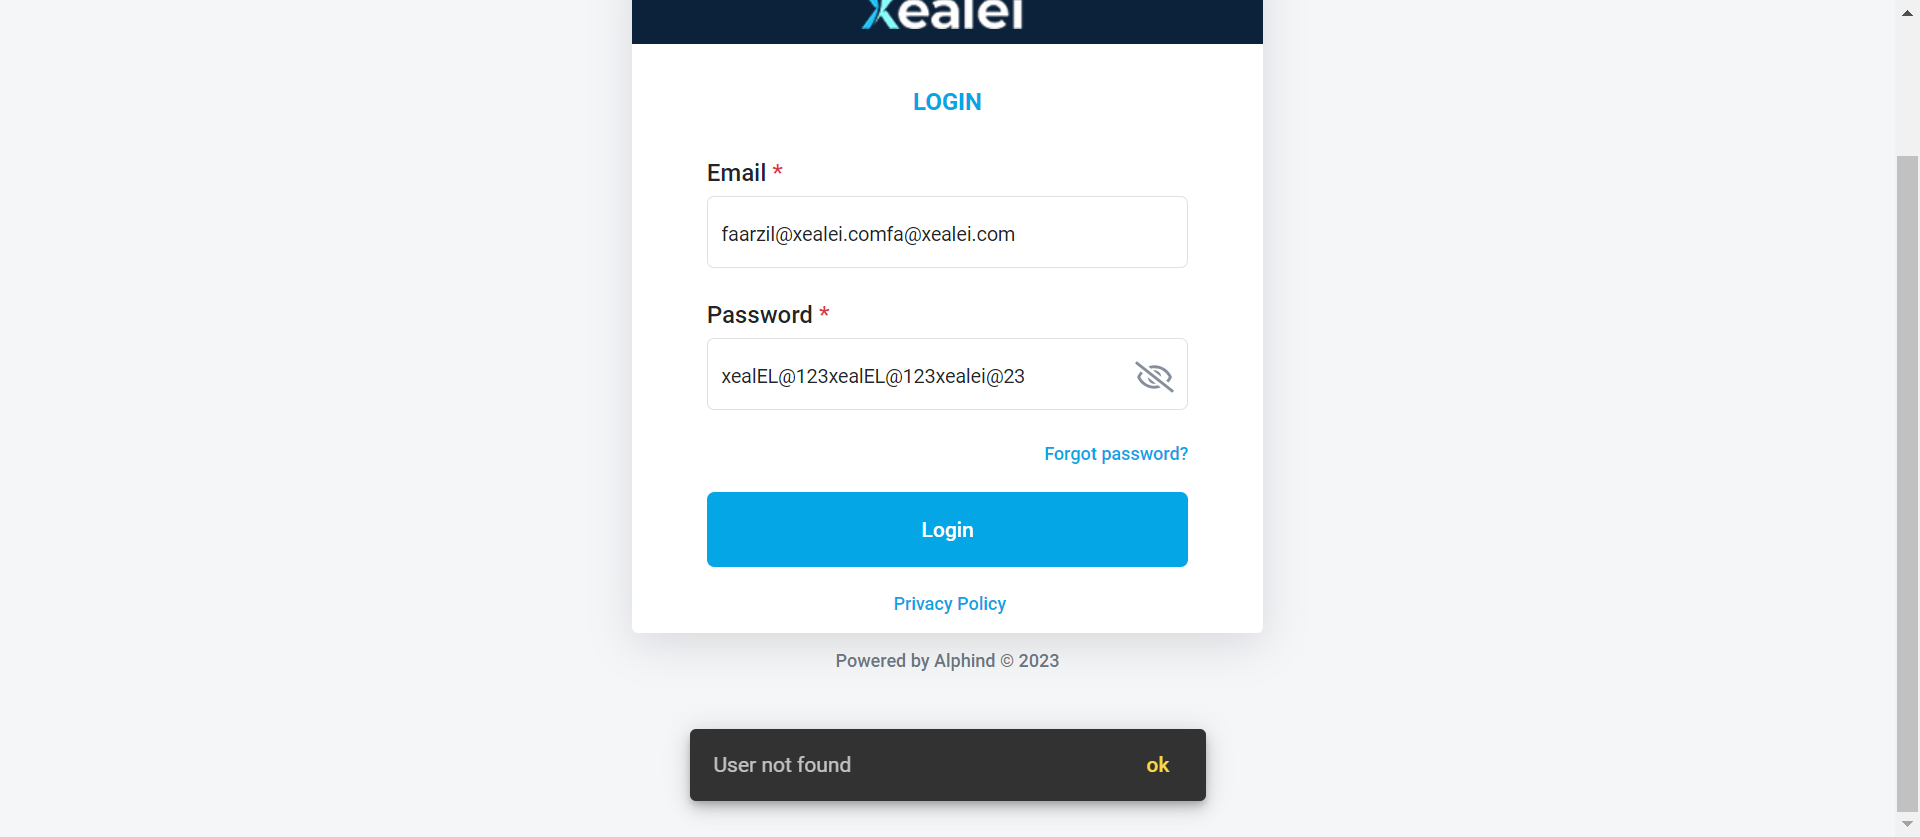 Xealei
LOGIN
Email *
faarzil@xealei.comfa@xealei.com
Password *
xealEL@123xealEL@123xealei@23
Forgot password?
Login
Privacy Policy
Powered by Alphind © 2023
User not found ok